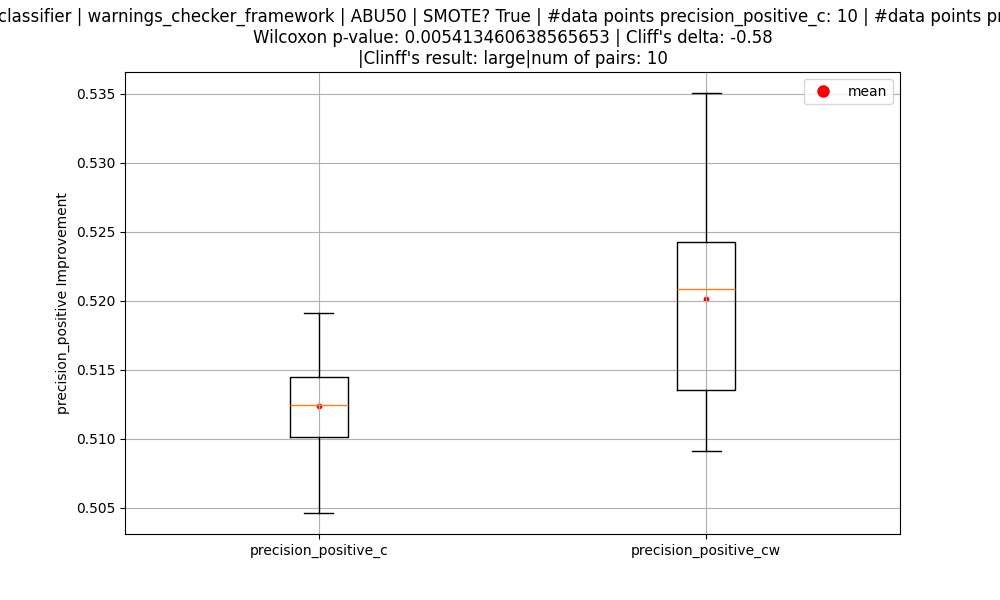 classifier | warnings_checker_framework | ABU50 | SMOTE? True | #data points precision_positive_c: 10 | #data points
Wilcoxon p-value: 0.005413460638565653 | Cliff's delta: -0.58
|Clinff's result: large|num of pairs: 10
mean
0.535
0.530
0.525
0.520
0.515
0.510
0.505
precision_positive Improvement
precision_positive_c
precision_positive_cw